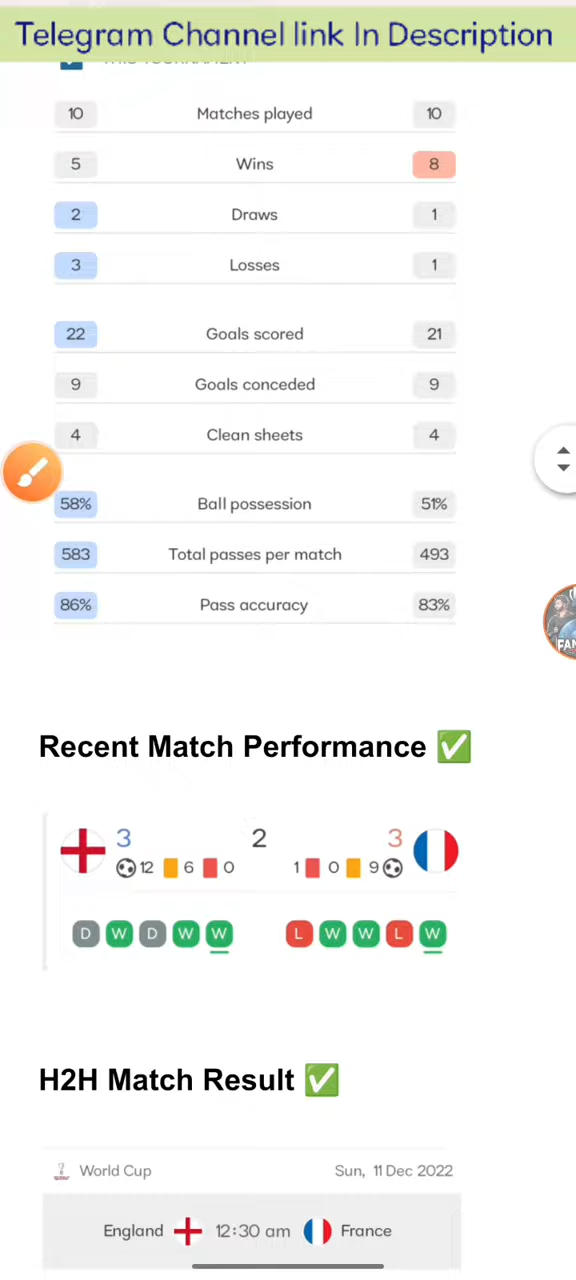 Telegram Channel link In Description
10 Matches played 10
5 Wins 8
2 Draws 1
3 Losses 1
22 Goals scored 21
9 Goals conceded 9
4 Clean sheets 4
58% Ball possession 51%
583 Total passes per match 493
86% Pass accuracy 83%
Recent Match Performance
3 2 3
12 6 0 1 0 9
D W D W W L W W L W
H2H Match Result
World Cup Sun, 11 Dec 2022
England 12:30 am France